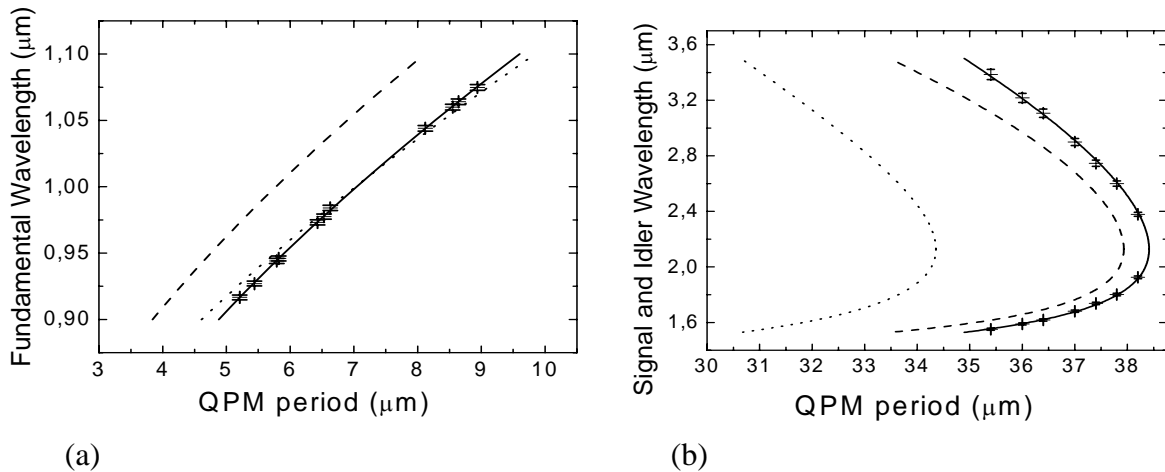 Fundamental Wavelength (μm)
1,10
1,05
1,00
0,95
0,90
3 4 5 6 7 8 9 10
QPM period (μm)
(a)
Signal and Idler Wavelength (μm)
3,6
3,2
2,8
2,4
2,0
1,6
30 31 32 33 34 35 36 37 38
QPM period (μm)
(b)